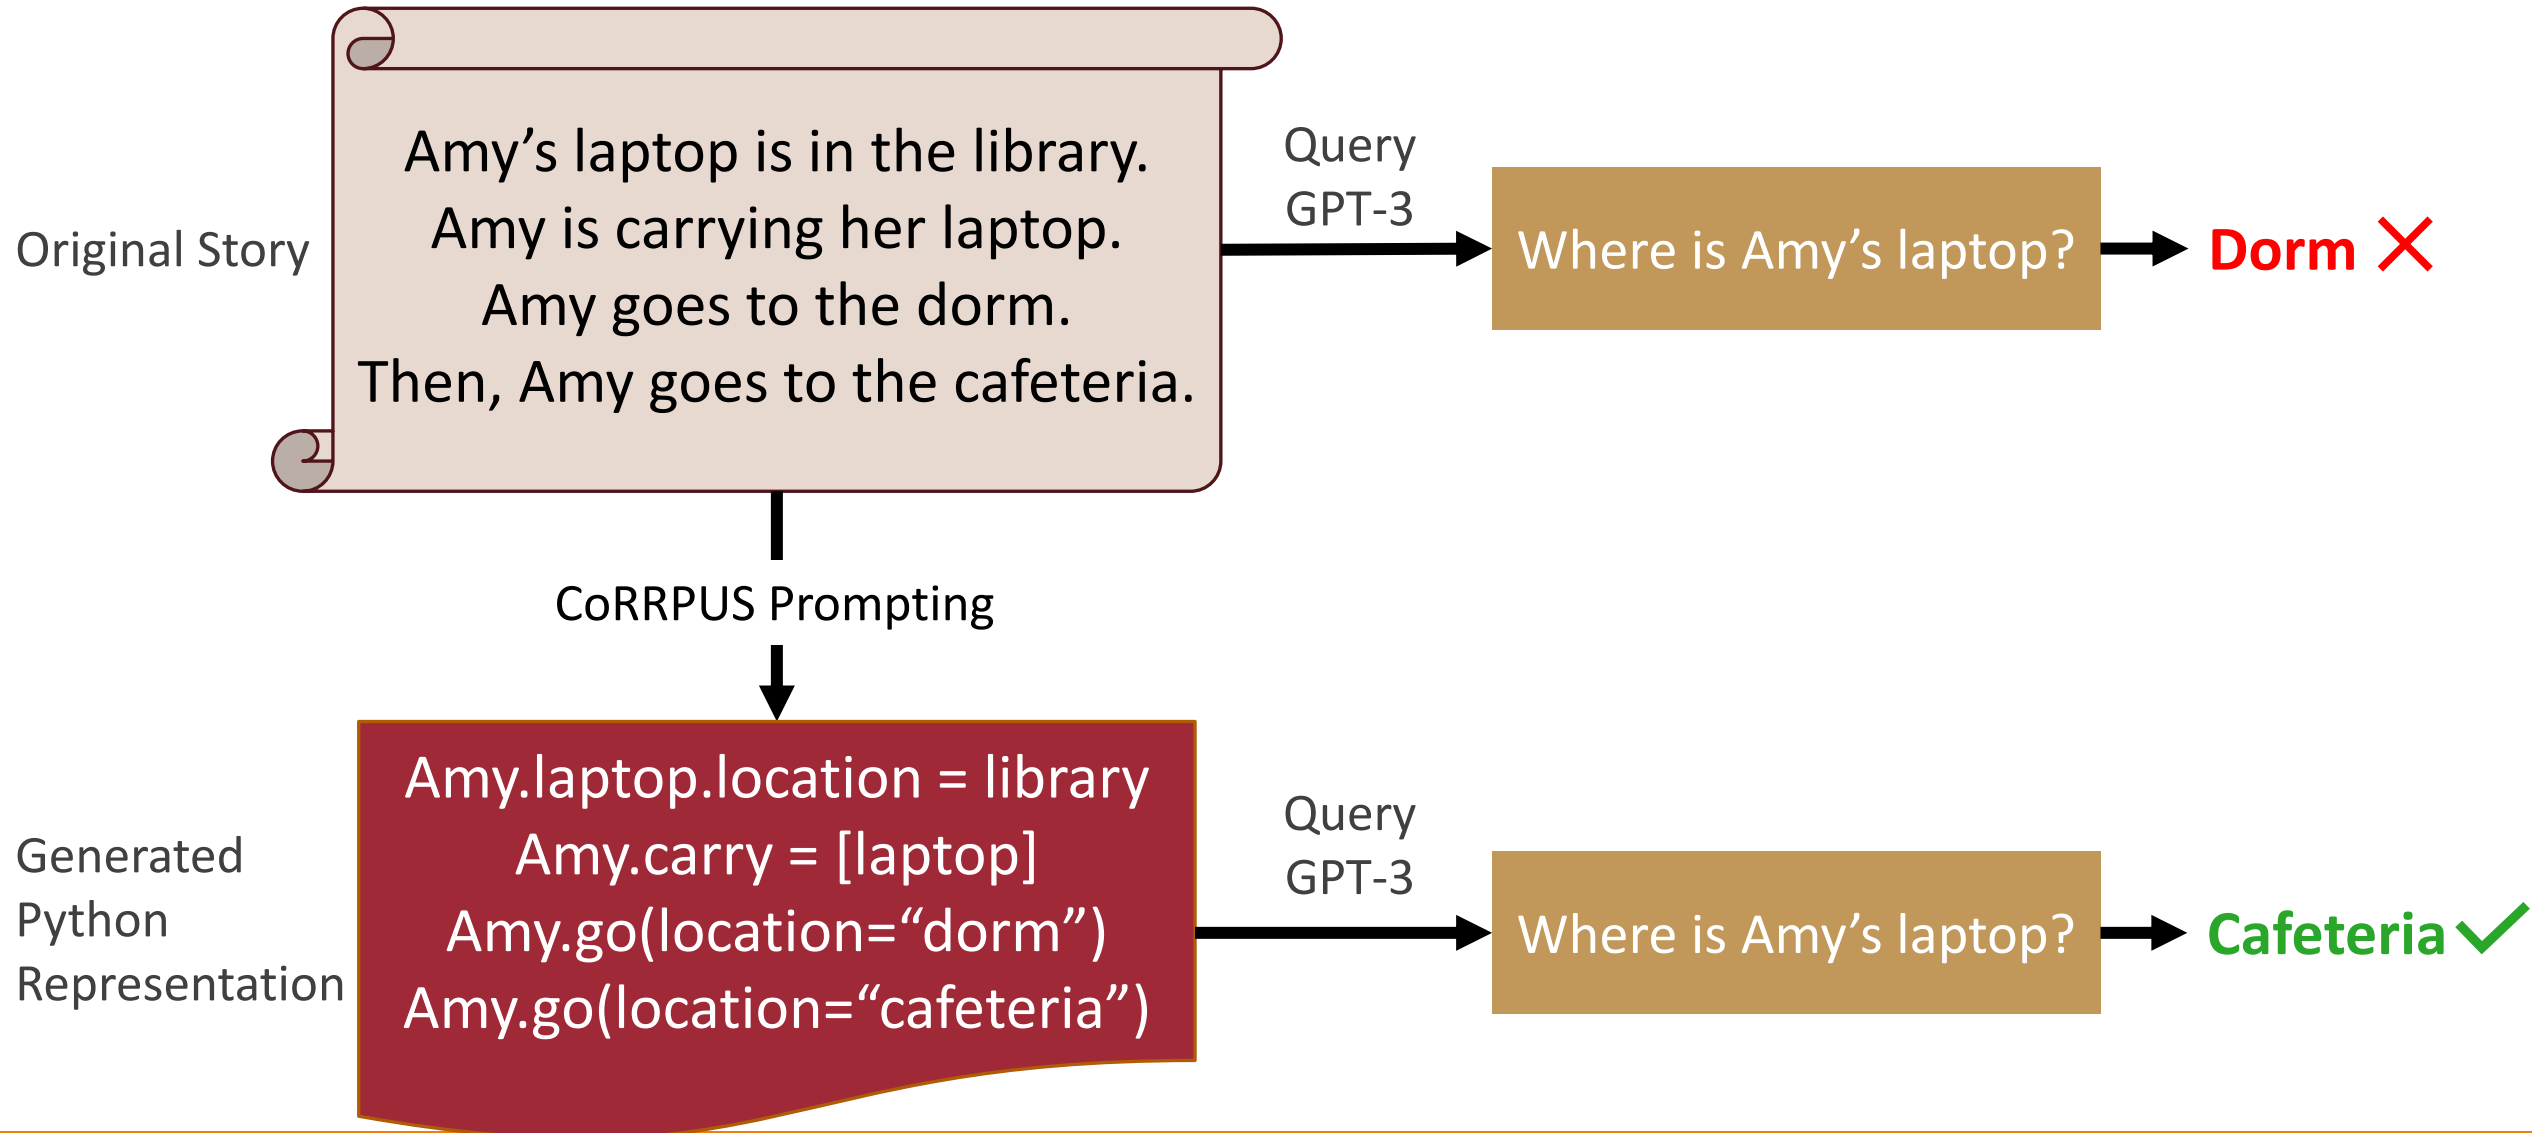 Original Story
Amy’s laptop is in the library.
Amy is carrying her laptop.
Amy goes to the dorm.
Then, Amy goes to the cafeteria.
Query
GPT-3
Where is Amy’s laptop?
Dorm
CoRRPUS Prompting
Generated
Python
Representation
Amy.laptop.location = library
Amy.carry = [laptop]
Amy.go(location=“dorm”)
Amy.go(location=“cafeteria”)
Query
GPT-3
Where is Amy’s laptop?
Cafeteria